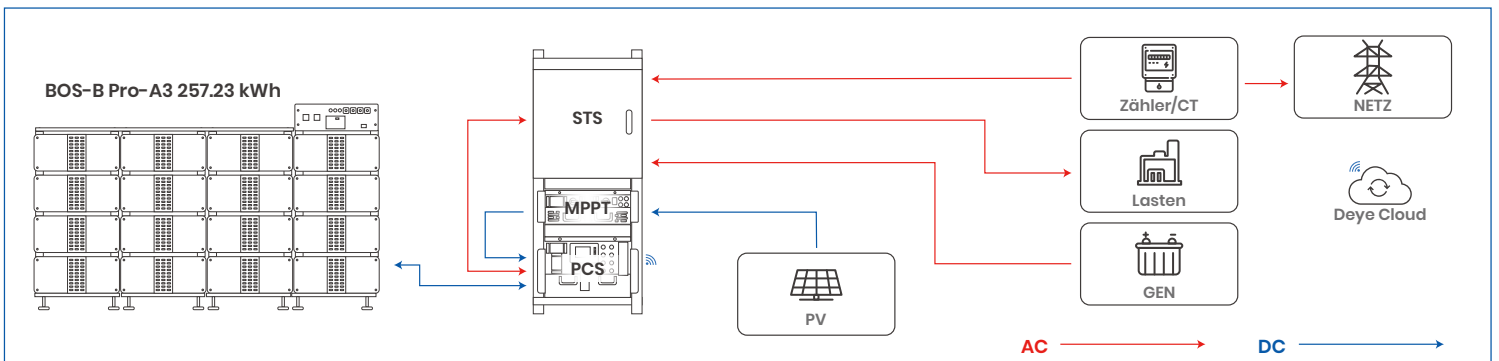 BOS-B Pro-A3 257.23 kWh
STS
MPPT
PCS
PV
Zähler/CT
NETZ
Lasten
Deye Cloud
GEN
AC
DC